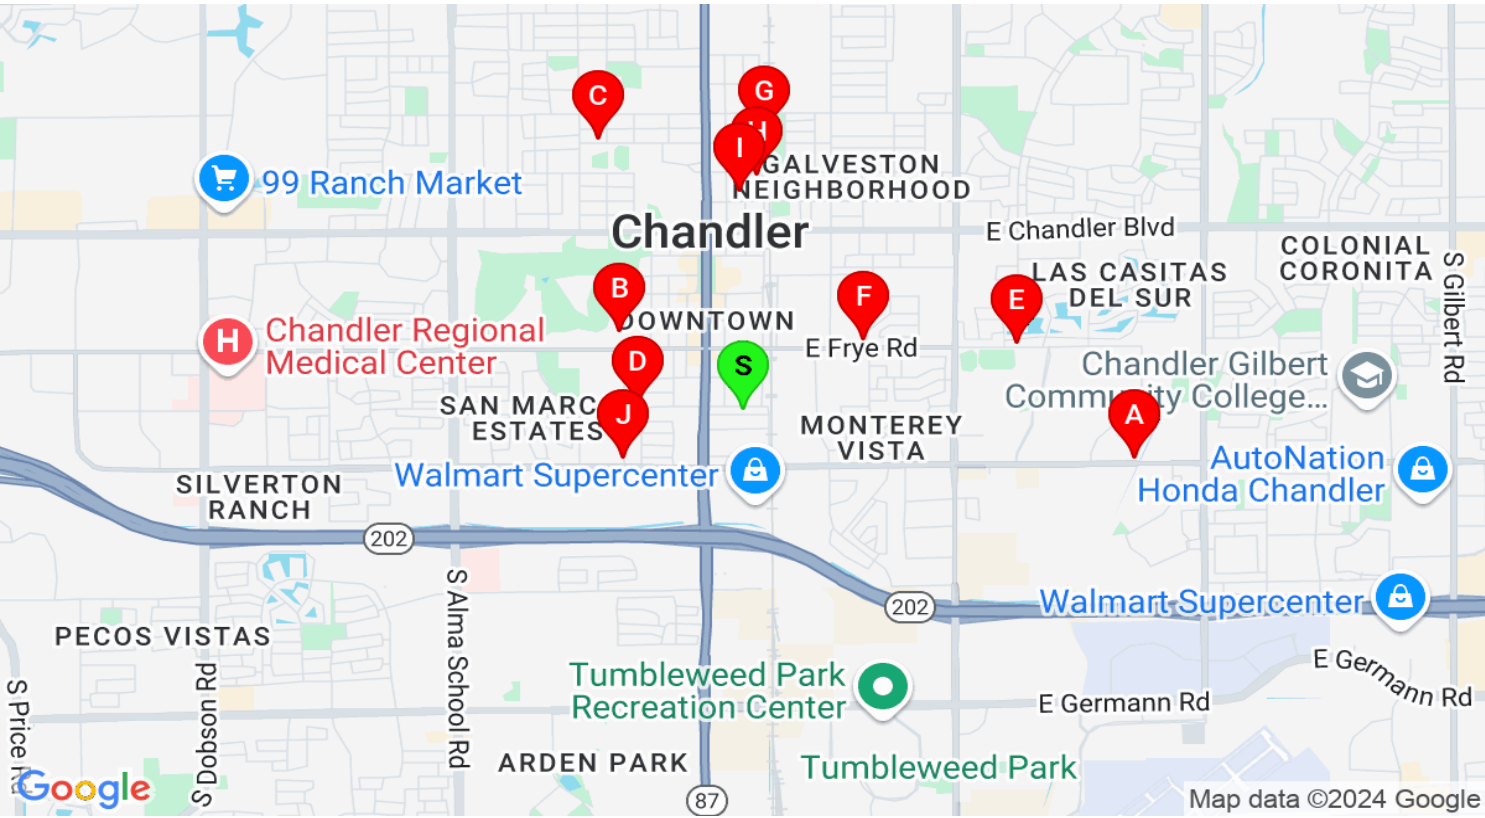 C
G
H
I
GALVESTON
NEIGHBORHOOD
99 Ranch Market
Chandler
E Chandler Blvd
COLONIAL
CORONITA
S Gilbert Rd
LAS CASITAS
DEL SUR
B
F
E
DOWNTOWN
E Frye Rd
H
Chandler Regional
Medical Center
D
S
Chandler Gilbert
Community College...
SAN MARC
ESTATES
J
A
MONTEREY
VISTA
Walmart Supercenter
AutoNation
Honda Chandler
SILVERTON
RANCH
202
202
Walmart Supercenter
S Alma School Rd
PECOS VISTAS
S Dobson Rd
S Price Rd
Tumbleweed Park
Recreation Center
E Germann Rd
E Germann Rd
ARDEN PARK
Tumbleweed Park
87
Google
Map data ©2024 Google